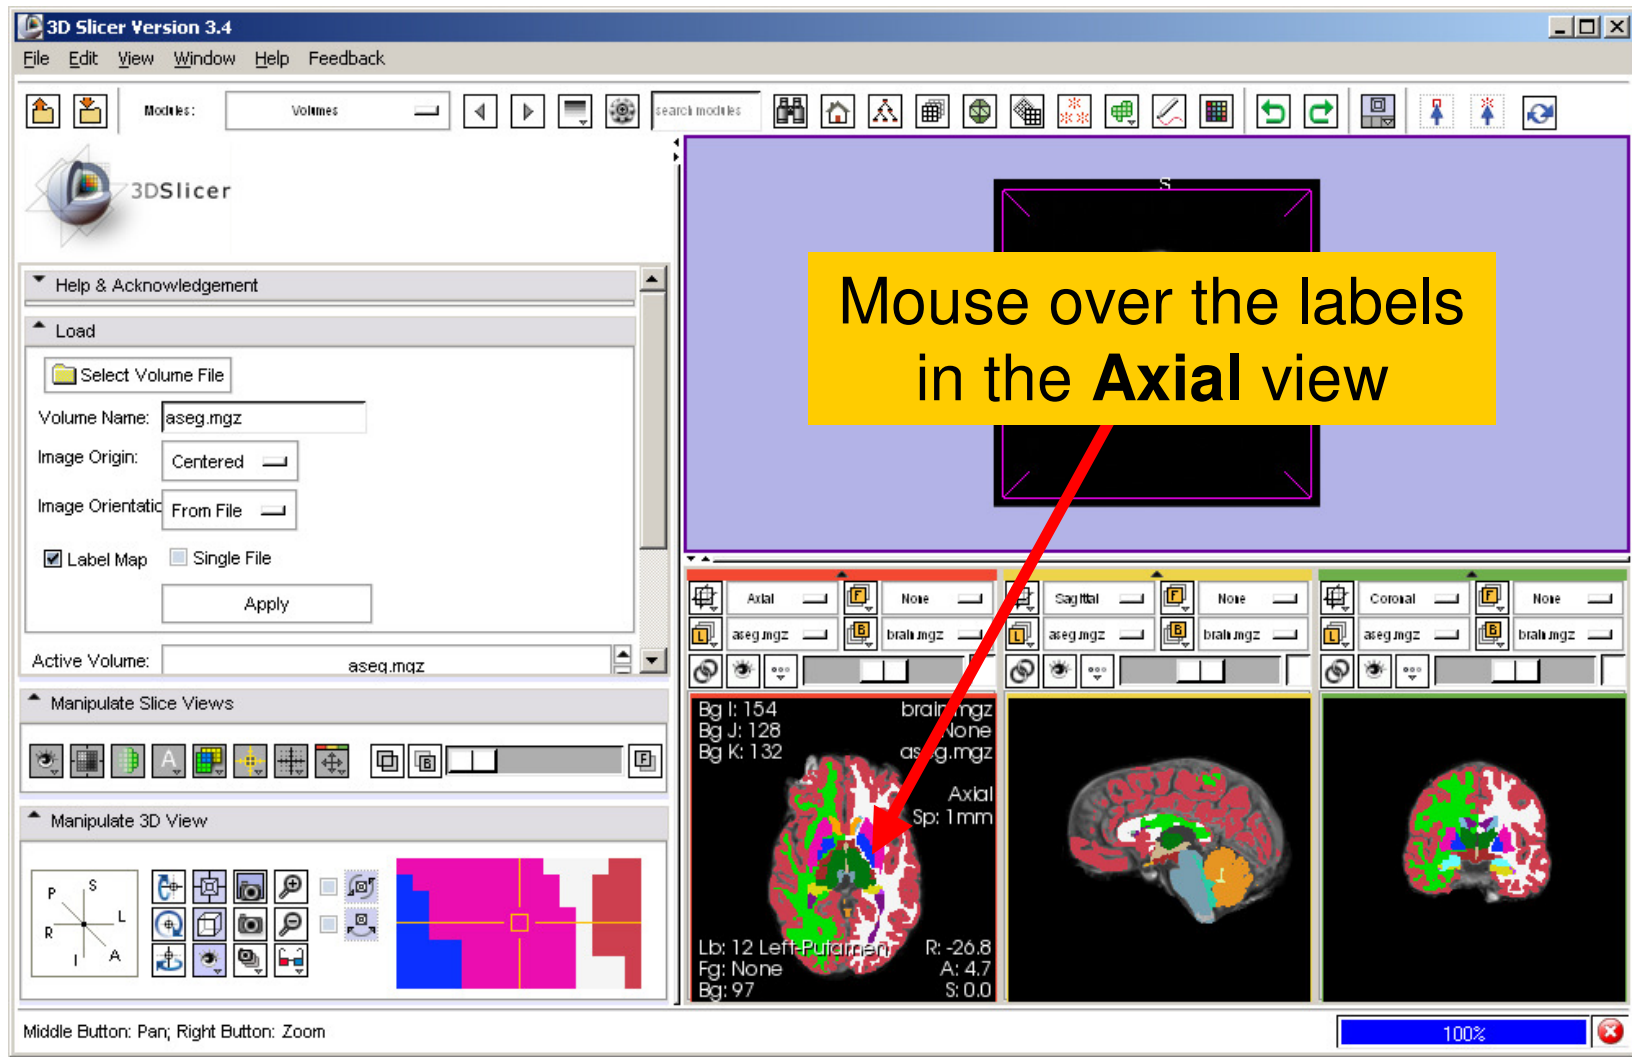 3D Slicer Version 3.4
File Edit View Window Help Feedback
Modules: Volumes search modules
3DSlicer
Help & Acknowledgement
Load
Select Volume File
Volume Name: aseg.mgz
Image Origin: Centered
Image Orientatic From File
Label Map Single File
Apply
Active Volume: aseg.mgz
Manipulate Slice Views
A B F
Manipulate 3D View
P S L R A I
S
Mouse over the labels
in the Axial view
Axial F None
L aseg.mgz B brain.mgz
Sagittal F None
L aseg.mgz B brain.mgz
Coronal F None
L aseg.mgz B brain.mgz
Bg I: 154 brain.mgz
Bg J: 128 None
Bg K: 132 aseg.mgz
Axial
Sp: 1mm
Lb: 12 Left-Putamen R: -26.8
Fg: None A: 4.7
Bg: 97 S: 0.0
Middle Button: Pan; Right Button: Zoom
100%